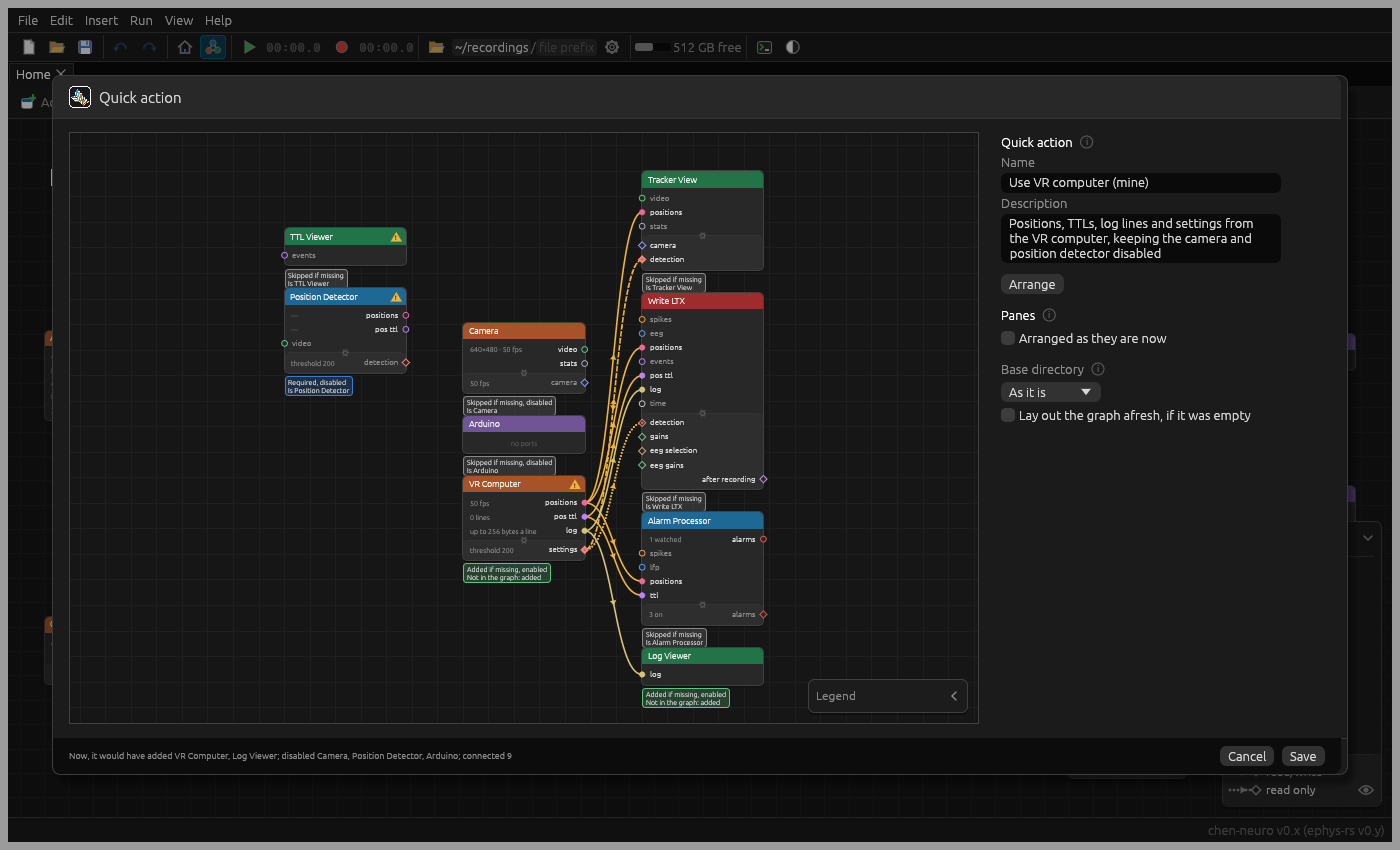 File Edit Insert Run View Help
00:00.0 00:00.0 ~/recordings/file prefix 512 GB free
Home
Quick action
Tracker View
video
positions
stats
camera
detection
Skipped if missing
Is Tracker View
TTL Viewer
events
Skipped if missing
Is TTL Viewer
Position Detector
positions
pos ttl
video
threshold 200 detection
Required, disabled
Is Position Detector
Camera
640×480 · 50 fps video
stats
50 fps camera
Skipped if missing, disabled
Is Camera
Arduino
no ports
Skipped if missing, disabled
Is Arduino
VR Computer
50 fps positions
0 lines pos ttl
up to 256 bytes a line log
threshold 200 settings
Added if missing, enabled
Not in the graph: added
Write LTX
spikes
eeg
positions
events
pos ttl
log
time
detection
gains
eeg selection
eeg gains
after recording
Skipped if missing
Is Write LTX
Alarm Processor
1 watched alarms
spikes
lfp
positions
ttl
3 on alarms
Skipped if missing
Is Alarm Processor
Log Viewer
log
Added if missing, enabled
Not in the graph: added
Legend
Quick action
Name
Use VR computer (mine)
Description
Positions, TTLs, log lines and settings from
the VR computer, keeping the camera and
position detector disabled
Arrange
Panes
Arranged as they are now
Base directory
As it is
Lay out the graph afresh, if it was empty
Now, it would have added VR Computer, Log Viewer; disabled Camera, Position Detector, Arduino; connected 9
Cancel Save
read only
chen-neuro v0.x (ephys-rs v0.y)